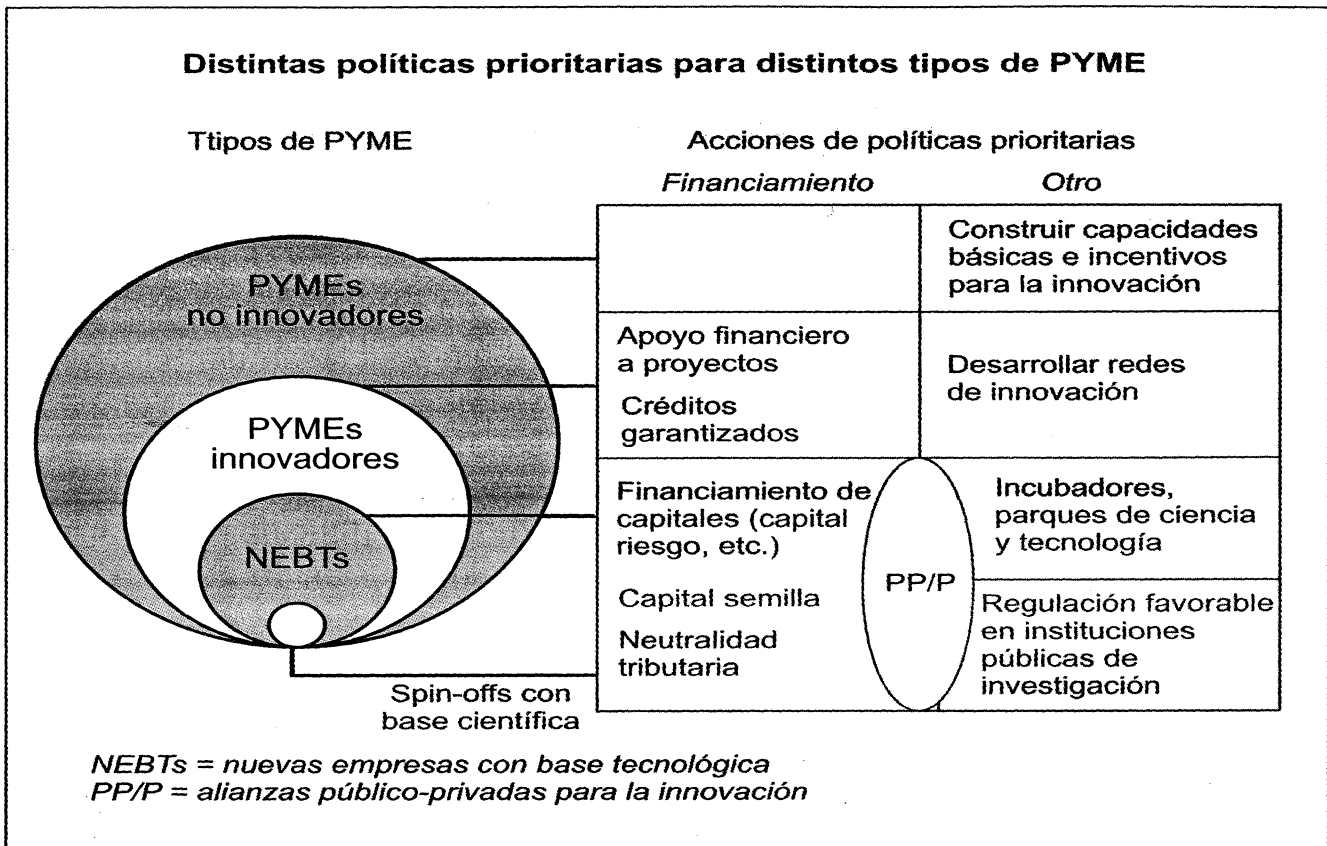 Distintas políticas prioritarias para distintos tipos de PYME
Ttipos de PYME
Acciones de políticas prioritarias
Financiamiento
Otro
PYMEs
no innovadores
Construir capacidades
básicas e incentivos
para la innovación
PYMEs
innovadores
Apoyo financiero
a proyectos
Créditos
garantizados
Desarrollar redes
de innovación
NEBTs
Financiamiento de
capitales (capital
riesgo, etc.)
Capital semilla
Neutralidad
tributaria
PP/P
Incubadores,
parques de ciencia
y tecnología
Regulación favorable
en instituciones
públicas de
investigación
Spin-offs con
base científica
NEBTs = nuevas empresas con base tecnológica
PP/P = alianzas público-privadas para la innovación